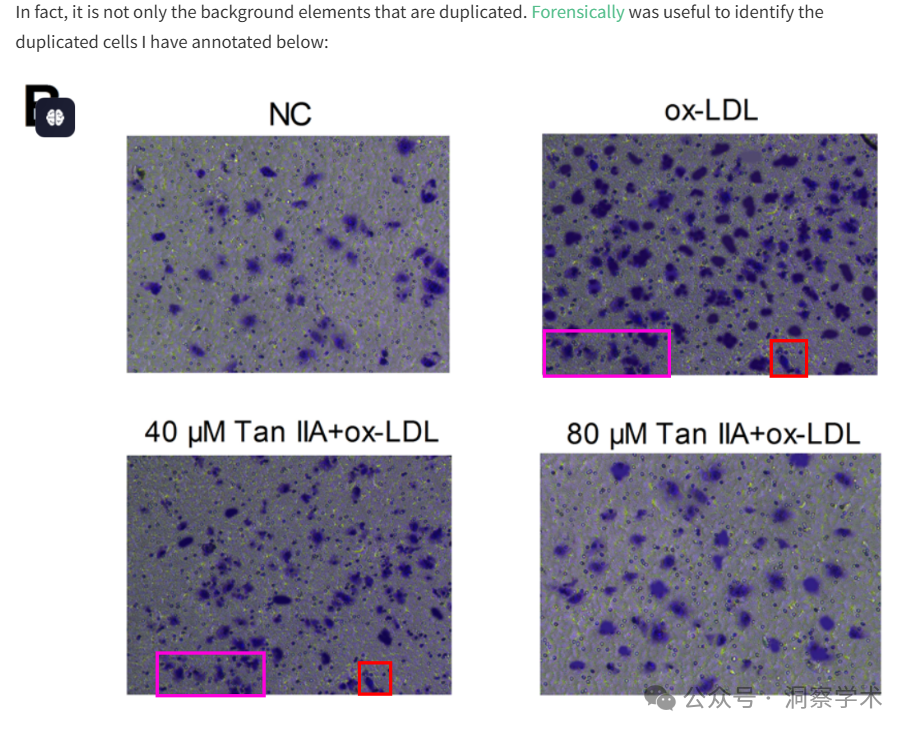 In fact, it is not only the background elements that are duplicated. Forensically was useful to identify the
duplicated cells I have annotated below:
NC
ox-LDL
40 µM Tan IIA+ox-LDL
80 µM Tan IIA+ox-LDL
公众号 · 洞察学术